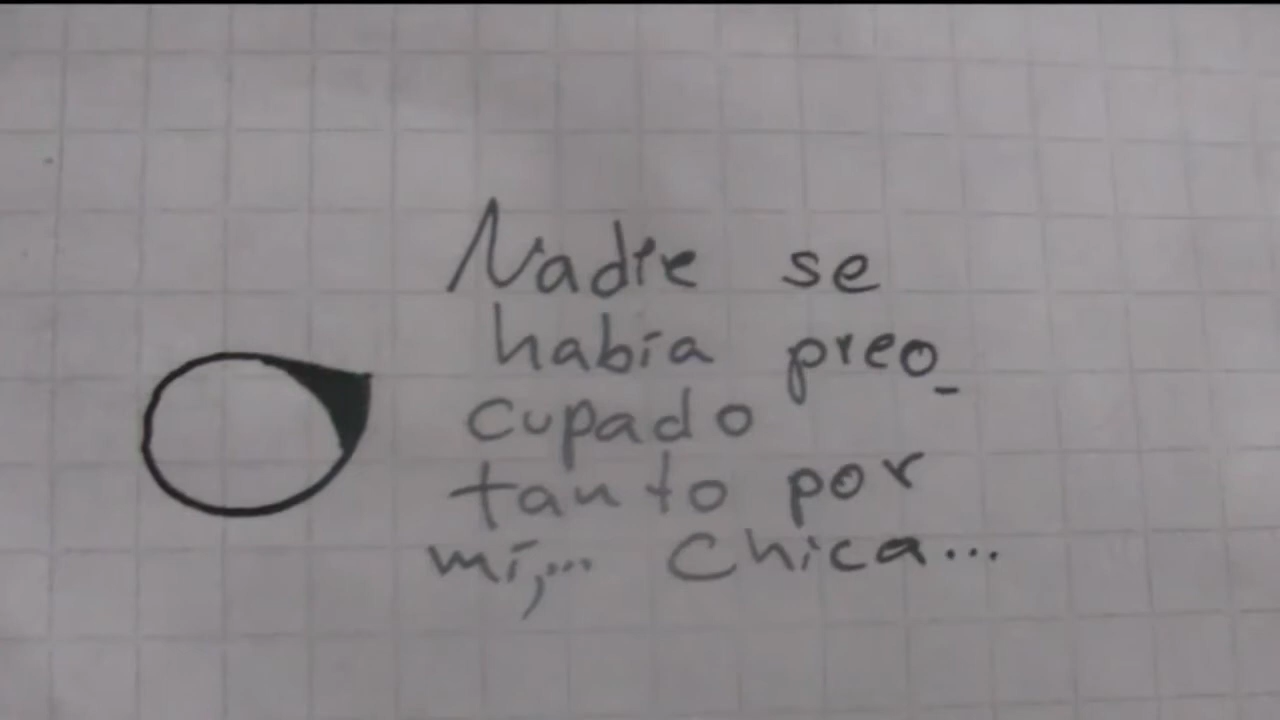 Nadie se
había preo_
cupado
tanto por
mí,... Chica...